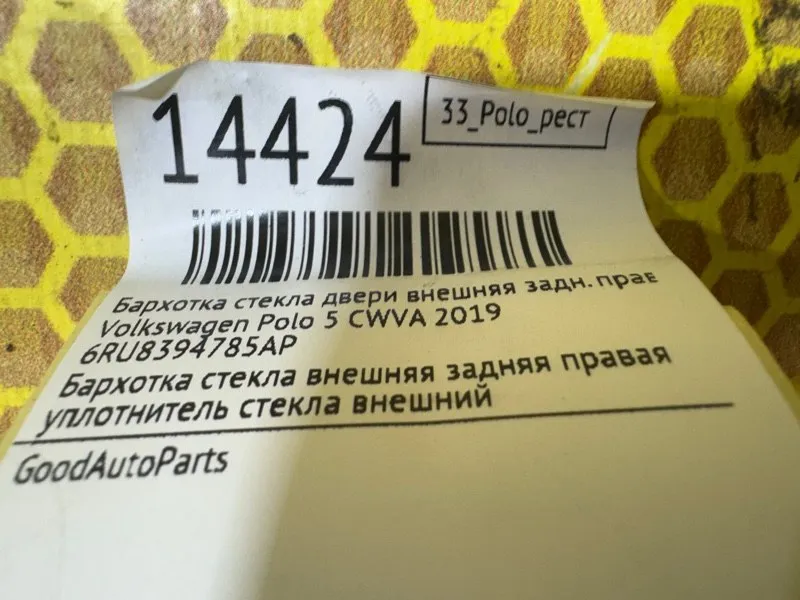 14424
33_Polo_рест
Бархотка стекла двери внешняя задн. прав
Volkswagen Polo 5 CWVA 2019
6RU8394785AP
Бархотка стекла внешняя задняя правая
уплотнитель стекла внешний
GoodAutoParts